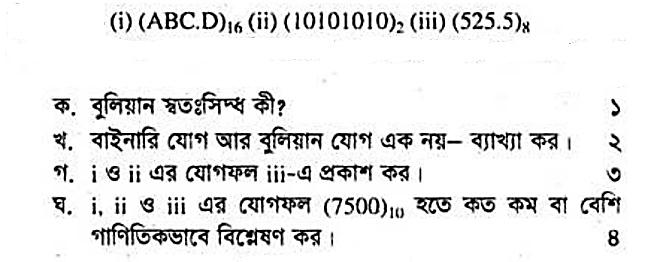 (i) (ABC.D)₁₆ (ii) (10101010)₂ (iii) (525.5)₈
ক. বুলিয়ান স্বতঃসিদ্ধ কী? ১
খ. বাইনারি যোগ আর বুলিয়ান যোগ এক নয়– ব্যাখ্যা কর। ২
গ. i ও ii এর যোগফল iii-এ প্রকাশ কর। ৩
ঘ. i, ii ও iii এর যোগফল (7500)₁₀ হতে কত কম বা বেশি
গাণিতিকভাবে বিশ্লেষণ কর। 8